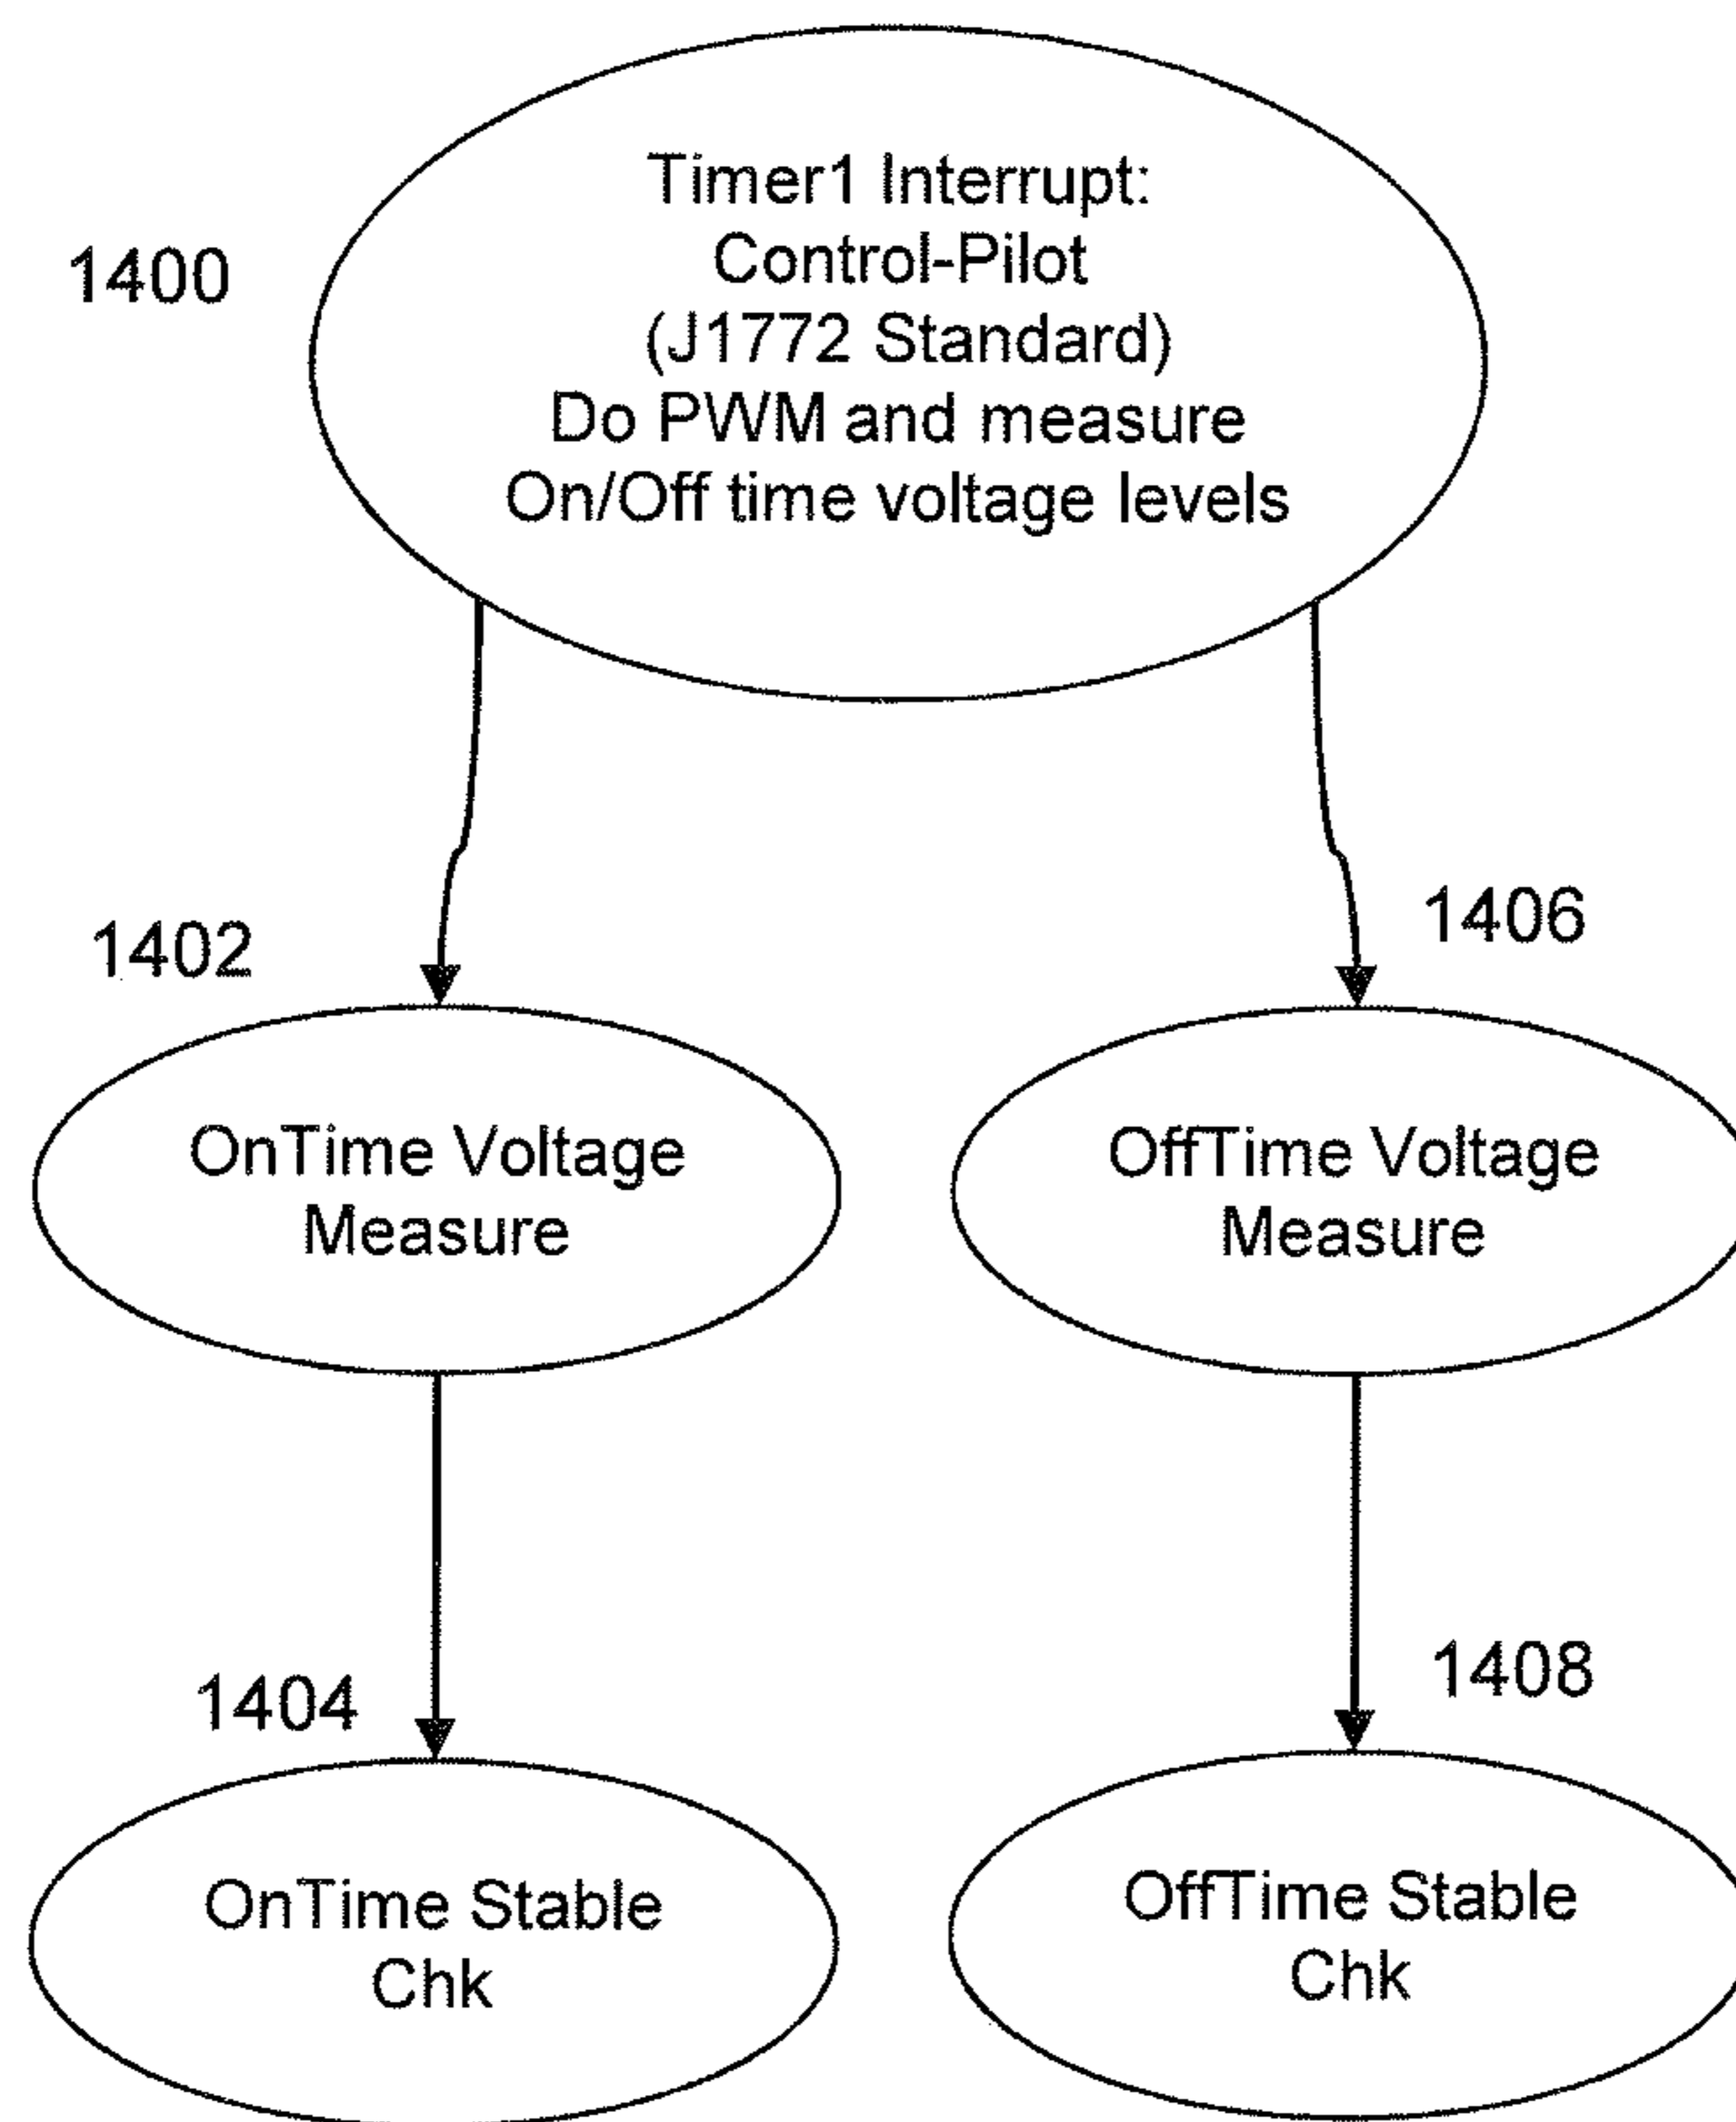 1400
Timer1 Interrupt:
Control-Pilot
(J1772 Standard)
Do PWM and measure
On/Off time voltage levels
1402
OnTime Voltage
Measure
1406
OffTime Voltage
Measure
1404
OnTime Stable
Chk
1408
OffTime Stable
Chk